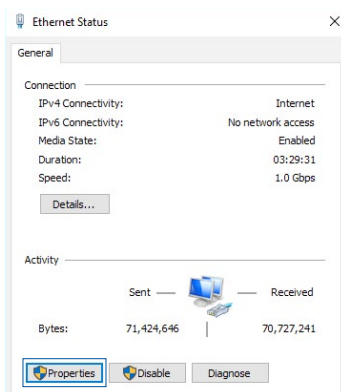 Ethernet Status
General
Connection
IPv4 Connectivity: Internet
IPv6 Connectivity: No network access
Media State: Enabled
Duration: 03:29:31
Speed: 1.0 Gbps
Details...
Activity
Sent — — Received
Bytes: 71,424,646 | 70,727,241
Properties Disable Diagnose